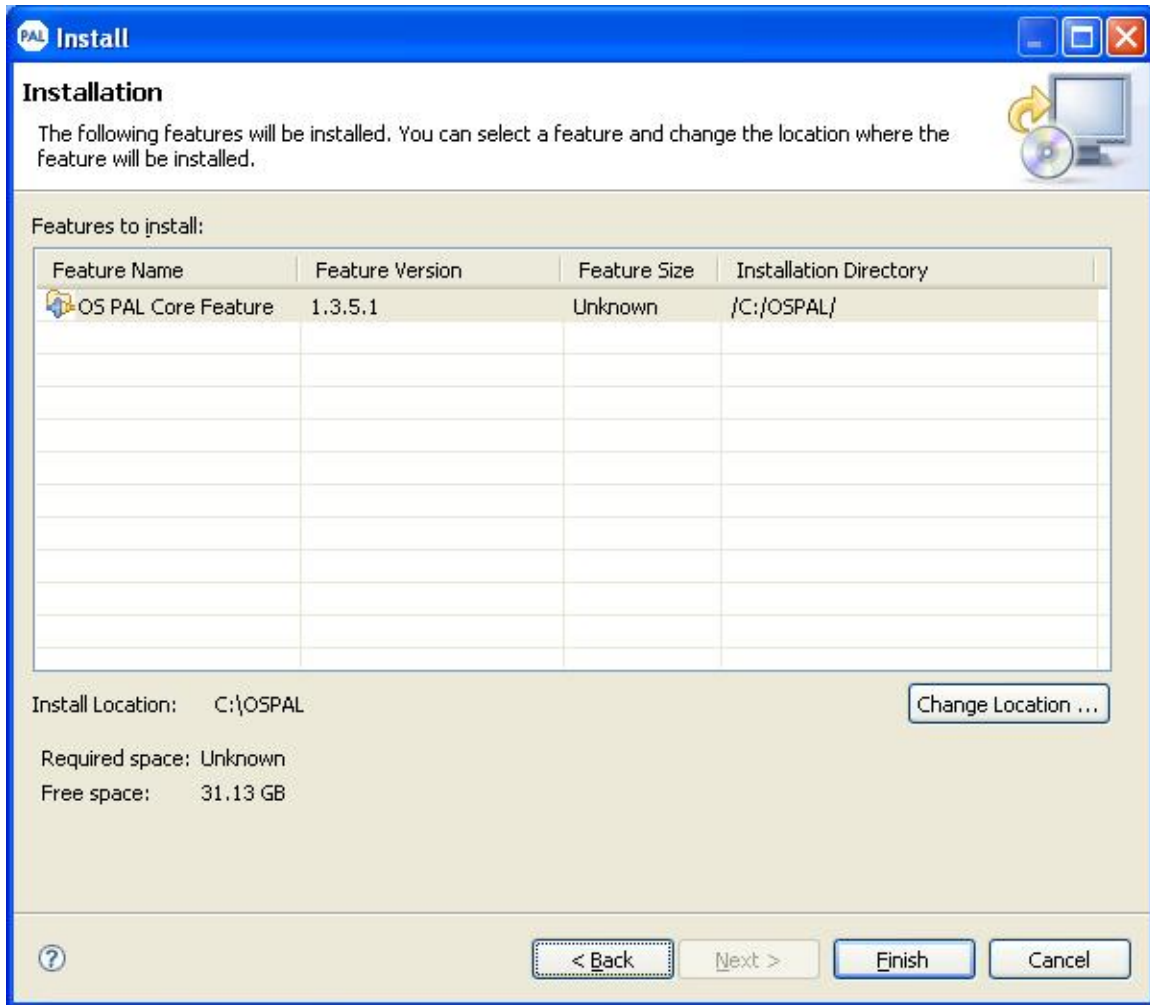 PAL Install
Installation
The following features will be installed. You can select a feature and change the location where the
feature will be installed.
Features to install:
Feature Name Feature Version Feature Size Installation Directory
OS PAL Core Feature 1.3.5.1 Unknown /C:/OSPAL/
Install Location: C:\OSPAL Change Location ...
Required space: Unknown
Free space: 31.13 GB
? < Back Next > Finish Cancel